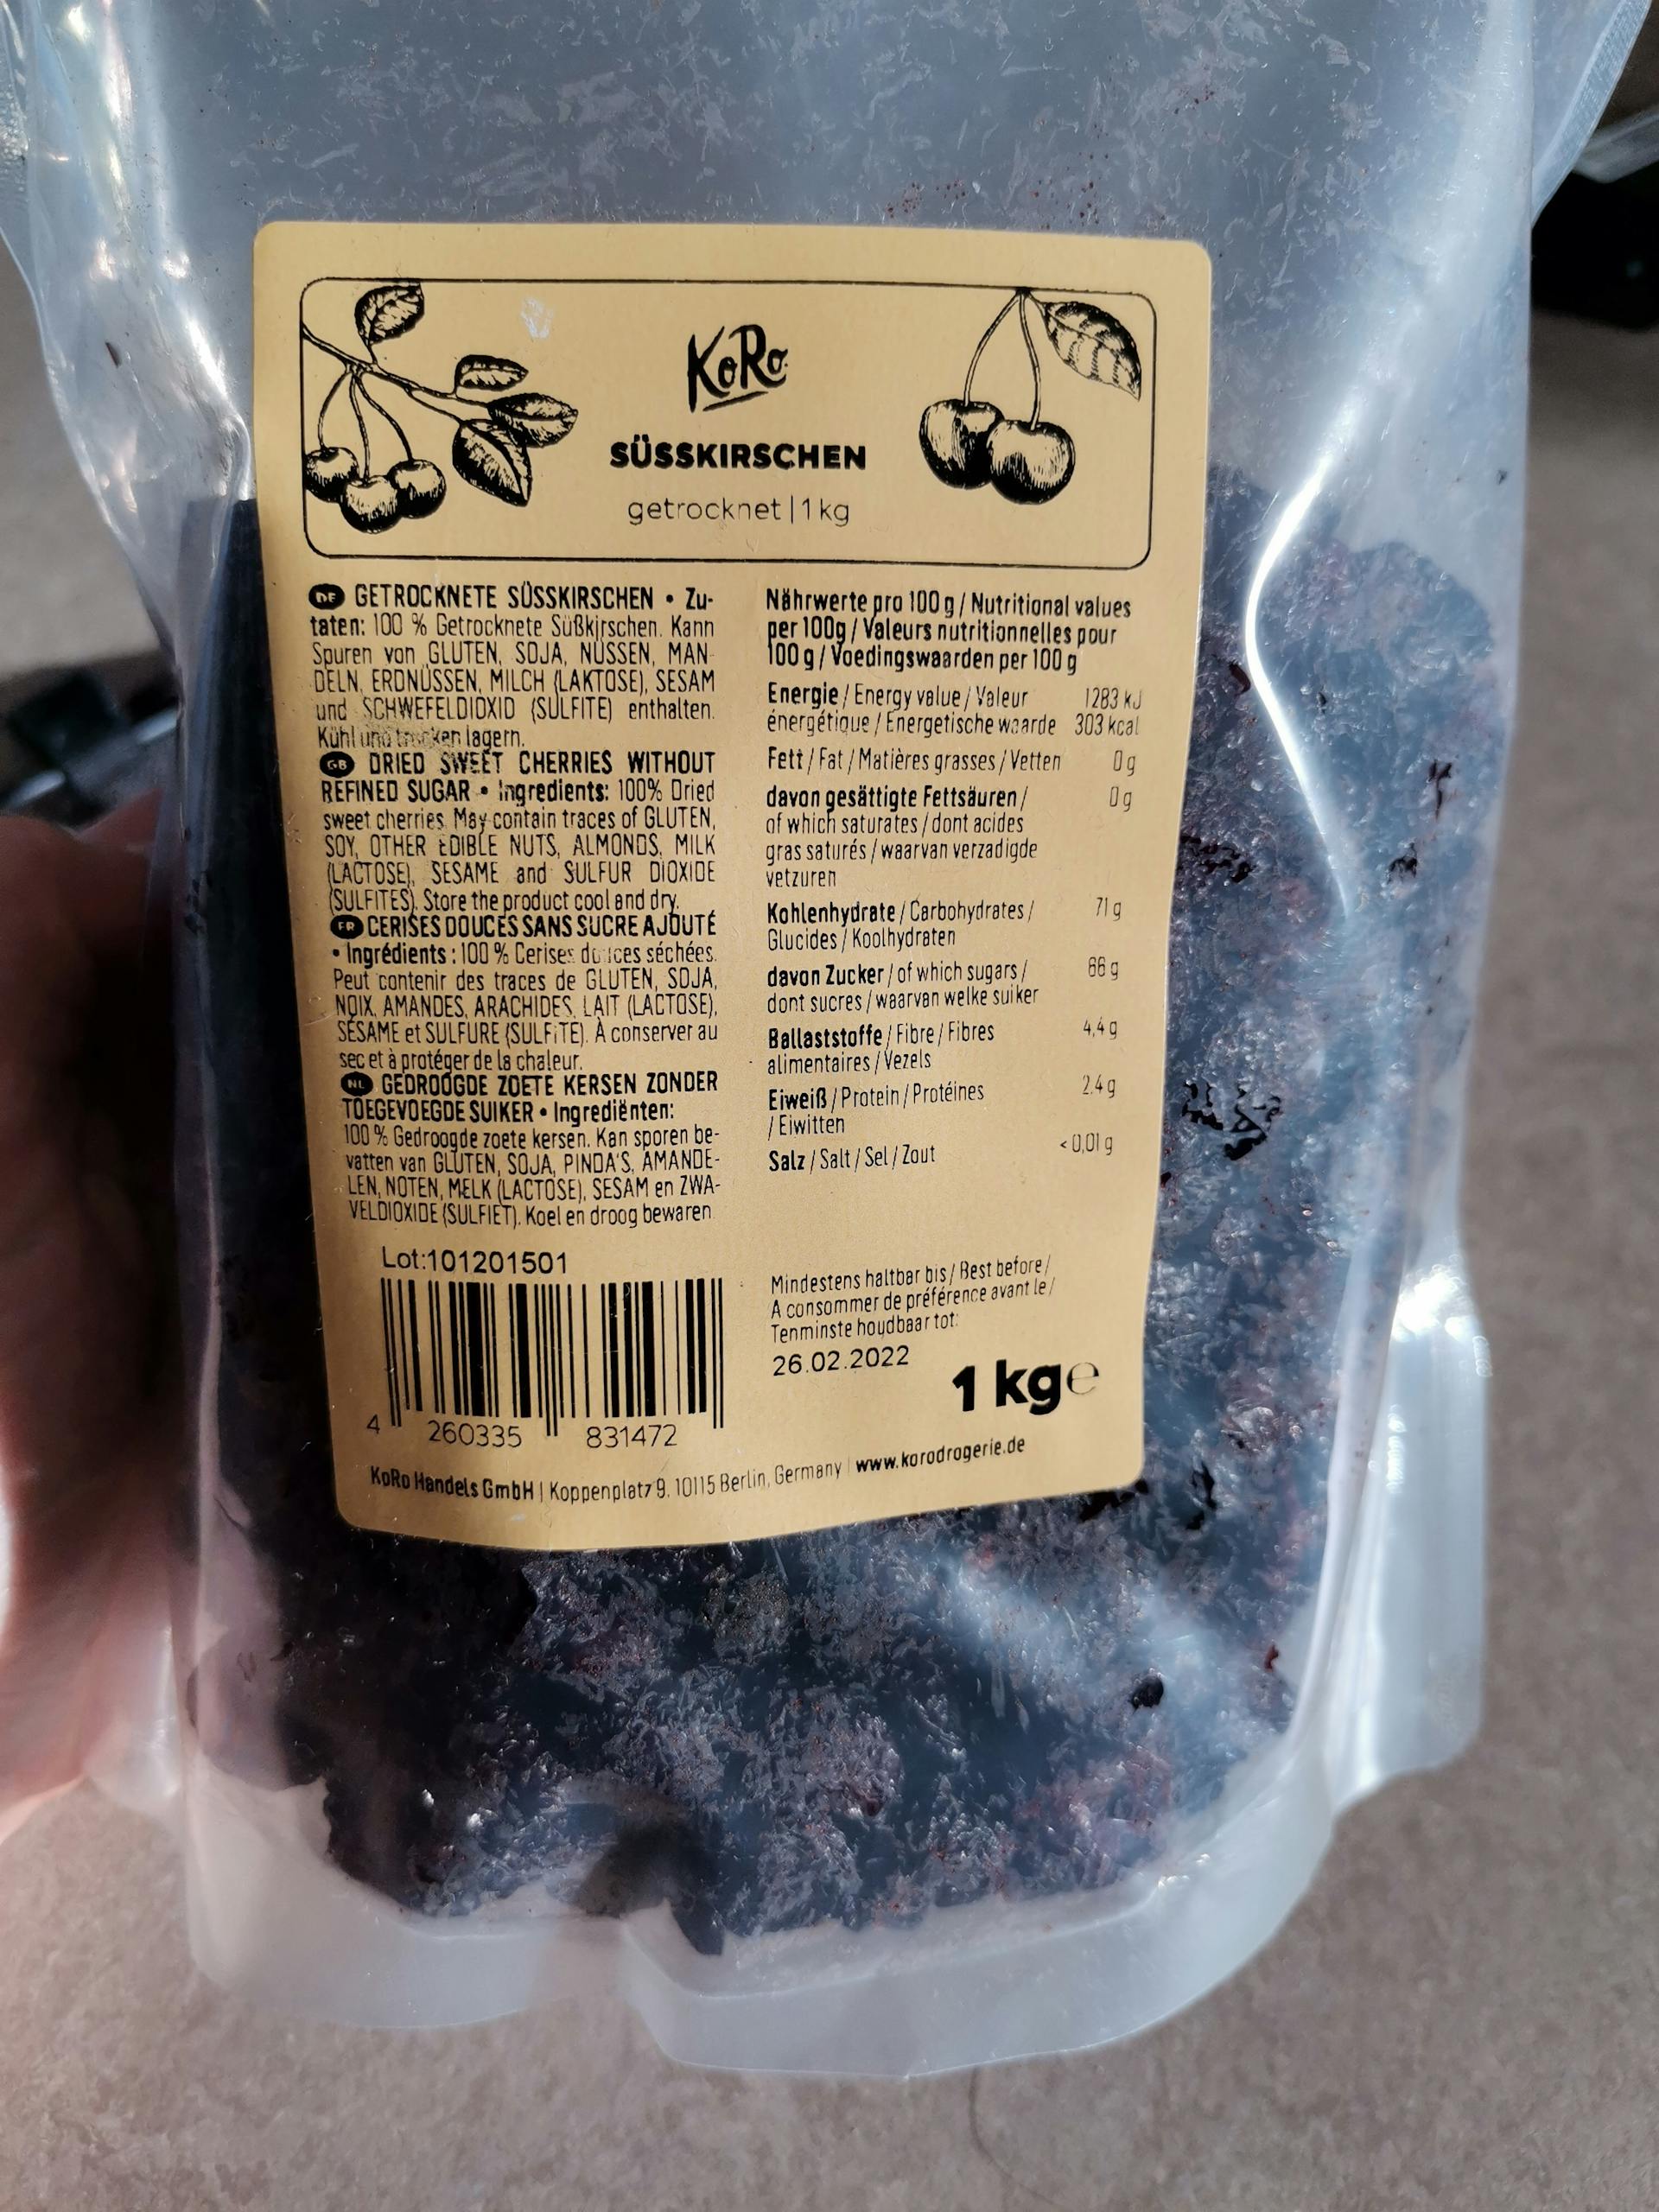 KoRo
SÜSSKIRSCHEN
getrocknet | 1 kg
DE GETROCKNETE SÜSSKIRSCHEN • Zu-
taten: 100 % Getrocknete Süßkirschen. Kann
Spuren von GLUTEN, SOJA, NÜSSEN, MAN-
DELN, ERDNÜSSEN, MILCH (LAKTOSE), SESAM
und SCHWEFELDIOXID (SULFITE) enthalten.
Kühl und trocken lagern.
GB DRIED SWEET CHERRIES WITHOUT
REFINED SUGAR • Ingredients: 100% Dried
sweet cherries. May contain traces of GLUTEN,
SOY, OTHER EDIBLE NUTS, ALMONDS, MILK
(LACTOSE), SESAME and SULFUR DIOXIDE
(SULFITES). Store the product cool and dry.
FR CERISES DOUCES SANS SUCRE AJOUTÉ
• Ingrédients : 100 % Cerises douces séchées.
Peut contenir des traces de GLUTEN, SOJA,
NOIX, AMANDES, ARACHIDES, LAIT (LACTOSE),
SÉSAME et SULFURE (SULFITE). À conserver au
sec et à protéger de la chaleur.
NL GEDROOGDE ZOETE KERSEN ZONDER
TOEGEVOEGDE SUIKER • Ingrediënten:
100 % Gedroogde zoete kersen. Kan sporen be-
vatten van GLUTEN, SOJA, PINDA'S, AMANDE-
LEN, NOTEN, MELK (LACTOSE), SESAM en ZWA-
VELDIOXIDE (SULFIET). Koel en droog bewaren
Lot:101201501
4 260335 831472
Nährwerte pro 100 g / Nutritional values
per 100g / Valeurs nutritionnelles pour
100 g / Voedingswaarden per 100 g
Energie / Energy value / Valeur 1283 kJ
énergétique / Energetische waarde 303 kcal
Fett / Fat / Matières grasses / Vetten 0 g
davon gesättigte Fettsäuren / 0 g
of which saturates / dont acides
gras saturés / waarvan verzadigde
vetzuren
Kohlenhydrate / Carbohydrates / 71 g
Glucides / Koolhydraten
davon Zucker / of which sugars / 66 g
dont sucres / waarvan welke suiker
Ballaststoffe / Fibre / Fibres 4,4 g
alimentaires / Vezels
Eiweiß / Protein / Protéines 2.4 g
/ Eiwitten
Salz / Salt / Sel / Zout < 0,01 g
Mindestens haltbar bis / Best before /
A consommer de préférence avant le /
Tenminste houdbaar tot:
26.02.2022
1 kg e
KoRo Handels GmbH | Koppenplatz 9, 10115 Berlin, Germany | www.korodrogerie.de